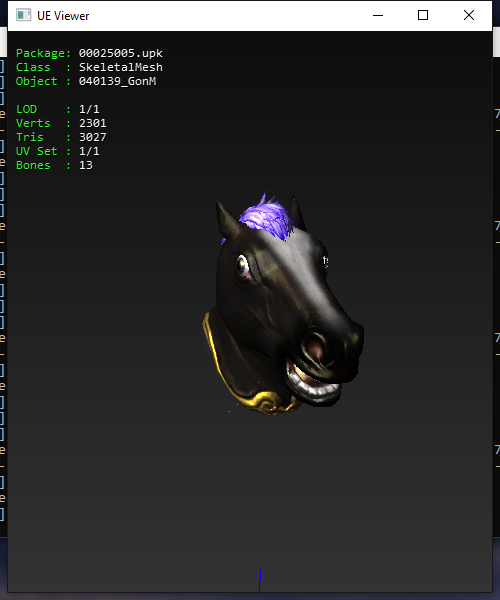 UE Viewer
Package: 00025005.upk
Class : SkeletalMesh
Object : 040139_GonM
LOD : 1/1
Verts : 2301
Tris : 3027
UV Set : 1/1
Bones : 13